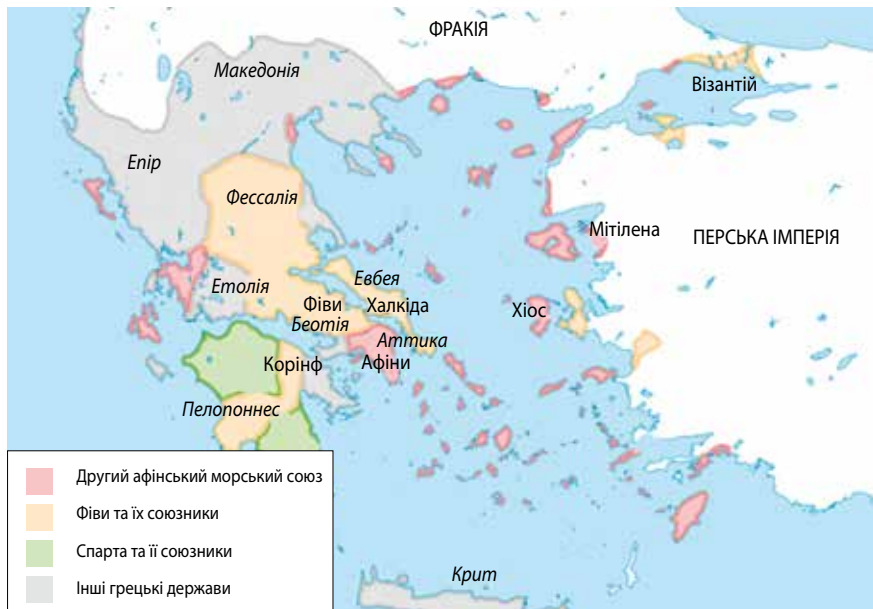 ФРАКІЯ
Македонія
Візантій
Епір
Фессалія
Мітілена
ПЕРСЬКА ІМПЕРІЯ
Евбея
Етолія
Фіви
Халкіда
Хіос
Беотія
Аттика
Корінф
Афіни
Пелопоннес
Другий афінський морський союз
Фіви та їх союзники
Спарта та її союзники
Інші грецькі держави
Крит